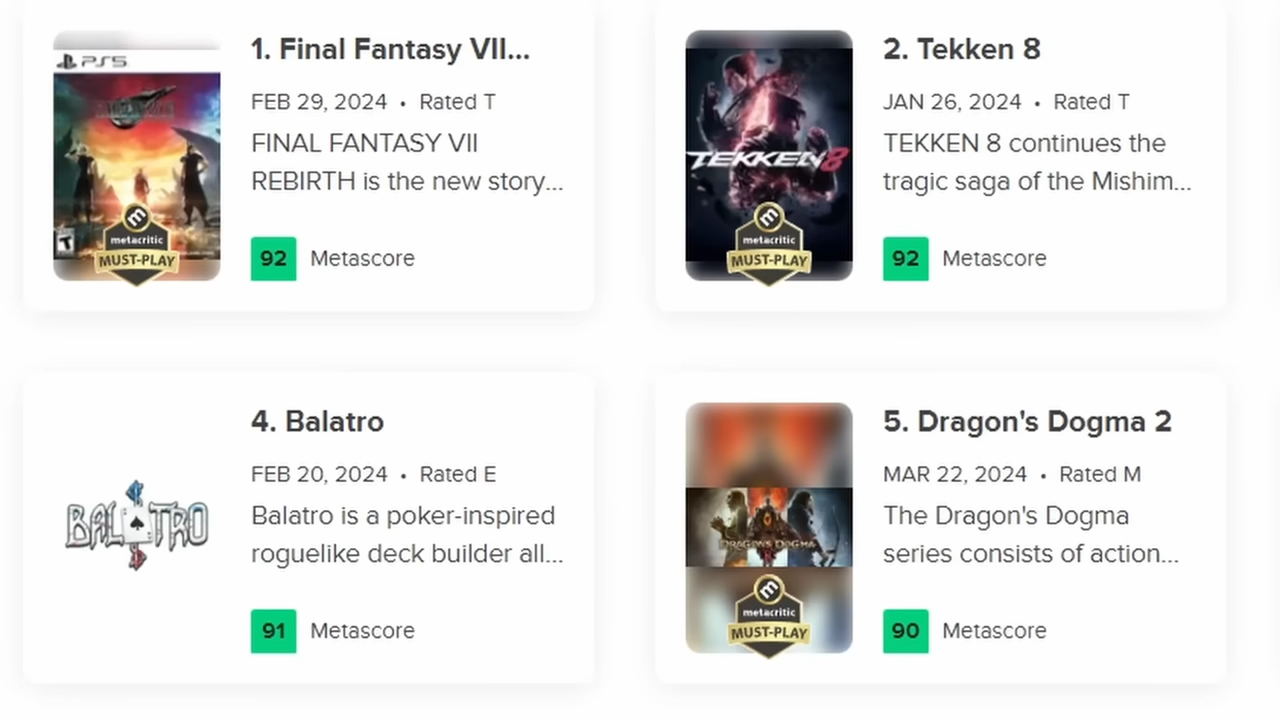 PS5
1. Final Fantasy VII...
FEB 29, 2024 • Rated T
FINAL FANTASY VII
REBIRTH is the new story...
T
metacritic
MUST-PLAY
92 Metascore
2. Tekken 8
JAN 26, 2024 • Rated T
TEKKEN 8 continues the
tragic saga of the Mishim...
TEKKEN 8
metacritic
MUST-PLAY
92 Metascore
4. Balatro
FEB 20, 2024 • Rated E
Balatro is a poker-inspired
roguelike deck builder all...
BALATRO
91 Metascore
5. Dragon's Dogma 2
MAR 22, 2024 • Rated M
The Dragon's Dogma
series consists of action...
DRAGON'S DOGMA
metacritic
MUST-PLAY
90 Metascore